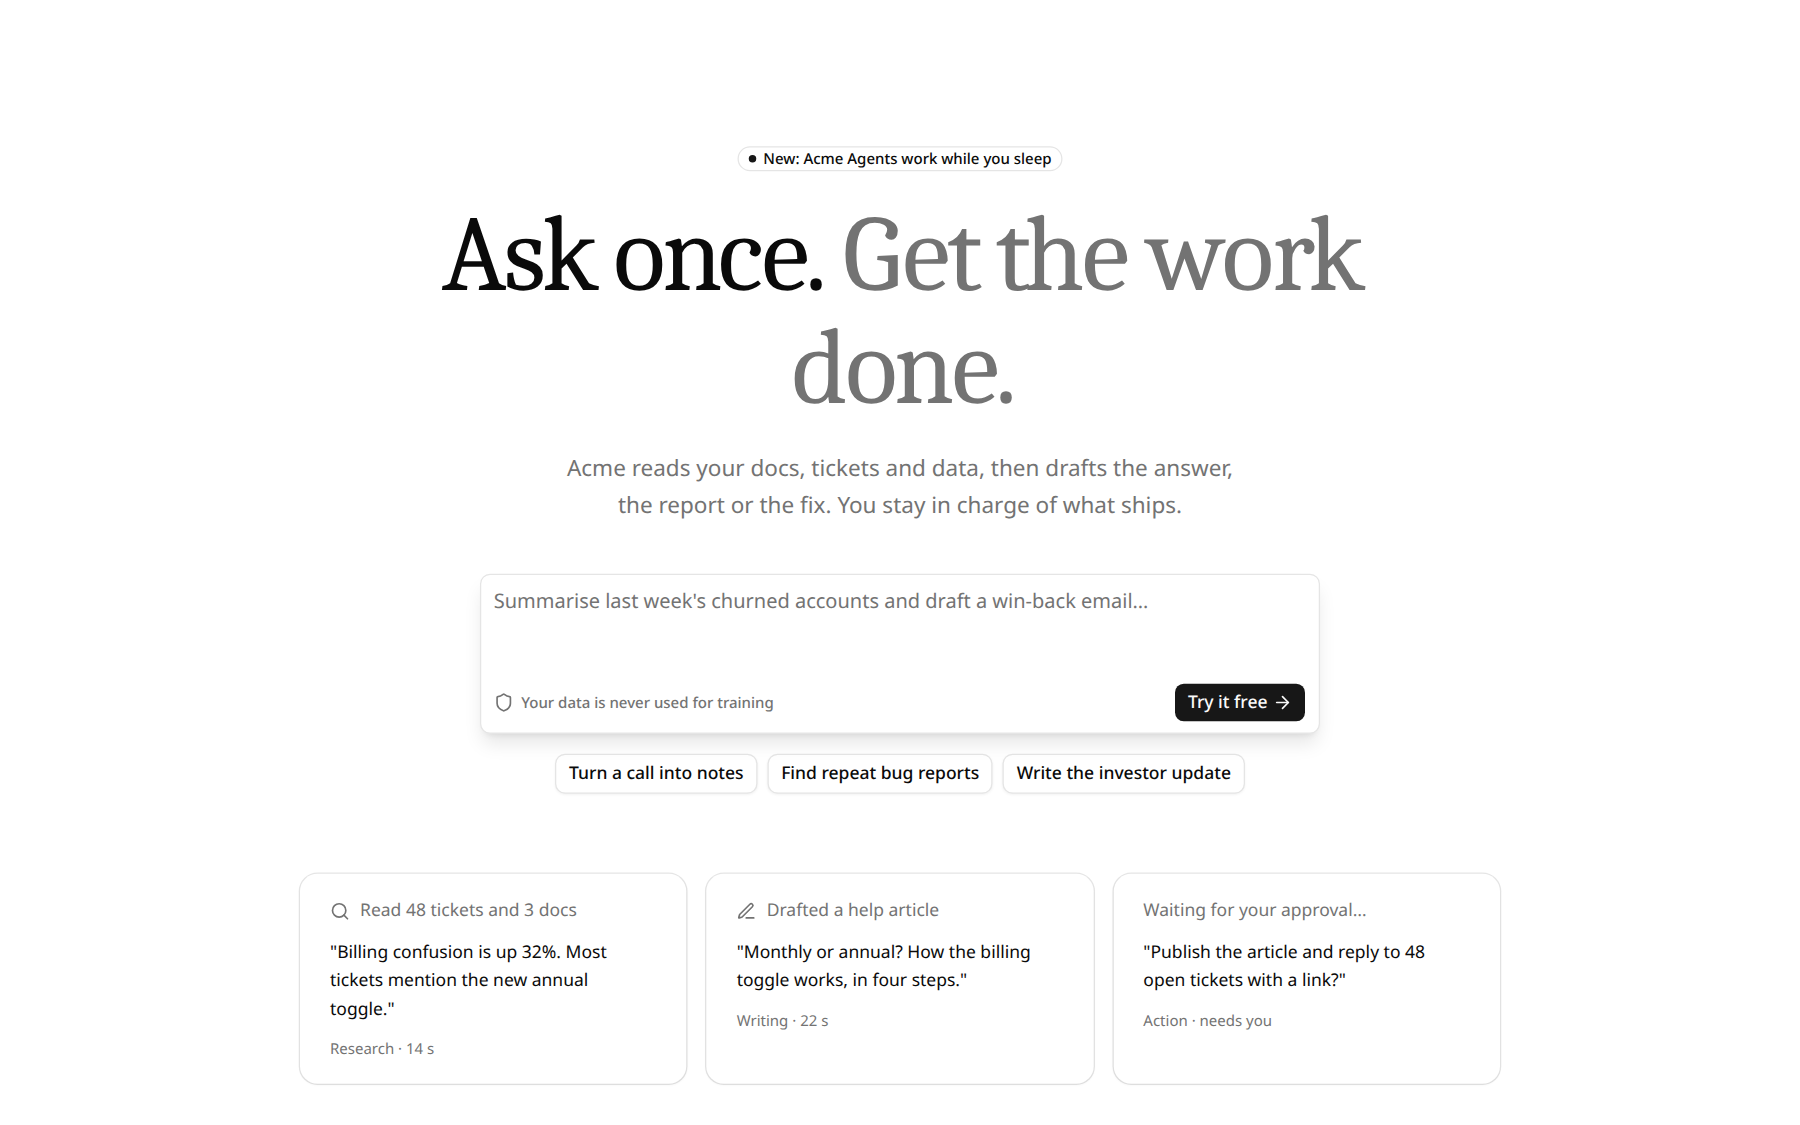 New: Acme Agents work while you sleep
Ask once. Get the work
done.
Acme reads your docs, tickets and data, then drafts the answer,
the report or the fix. You stay in charge of what ships.
Summarise last week's churned accounts and draft a win-back email...
Your data is never used for training
Try it free →
Turn a call into notes
Find repeat bug reports
Write the investor update
Read 48 tickets and 3 docs
"Billing confusion is up 32%. Most
tickets mention the new annual
toggle."
Research · 14 s
Drafted a help article
"Monthly or annual? How the billing
toggle works, in four steps."
Writing · 22 s
Waiting for your approval...
"Publish the article and reply to 48
open tickets with a link?"
Action · needs you